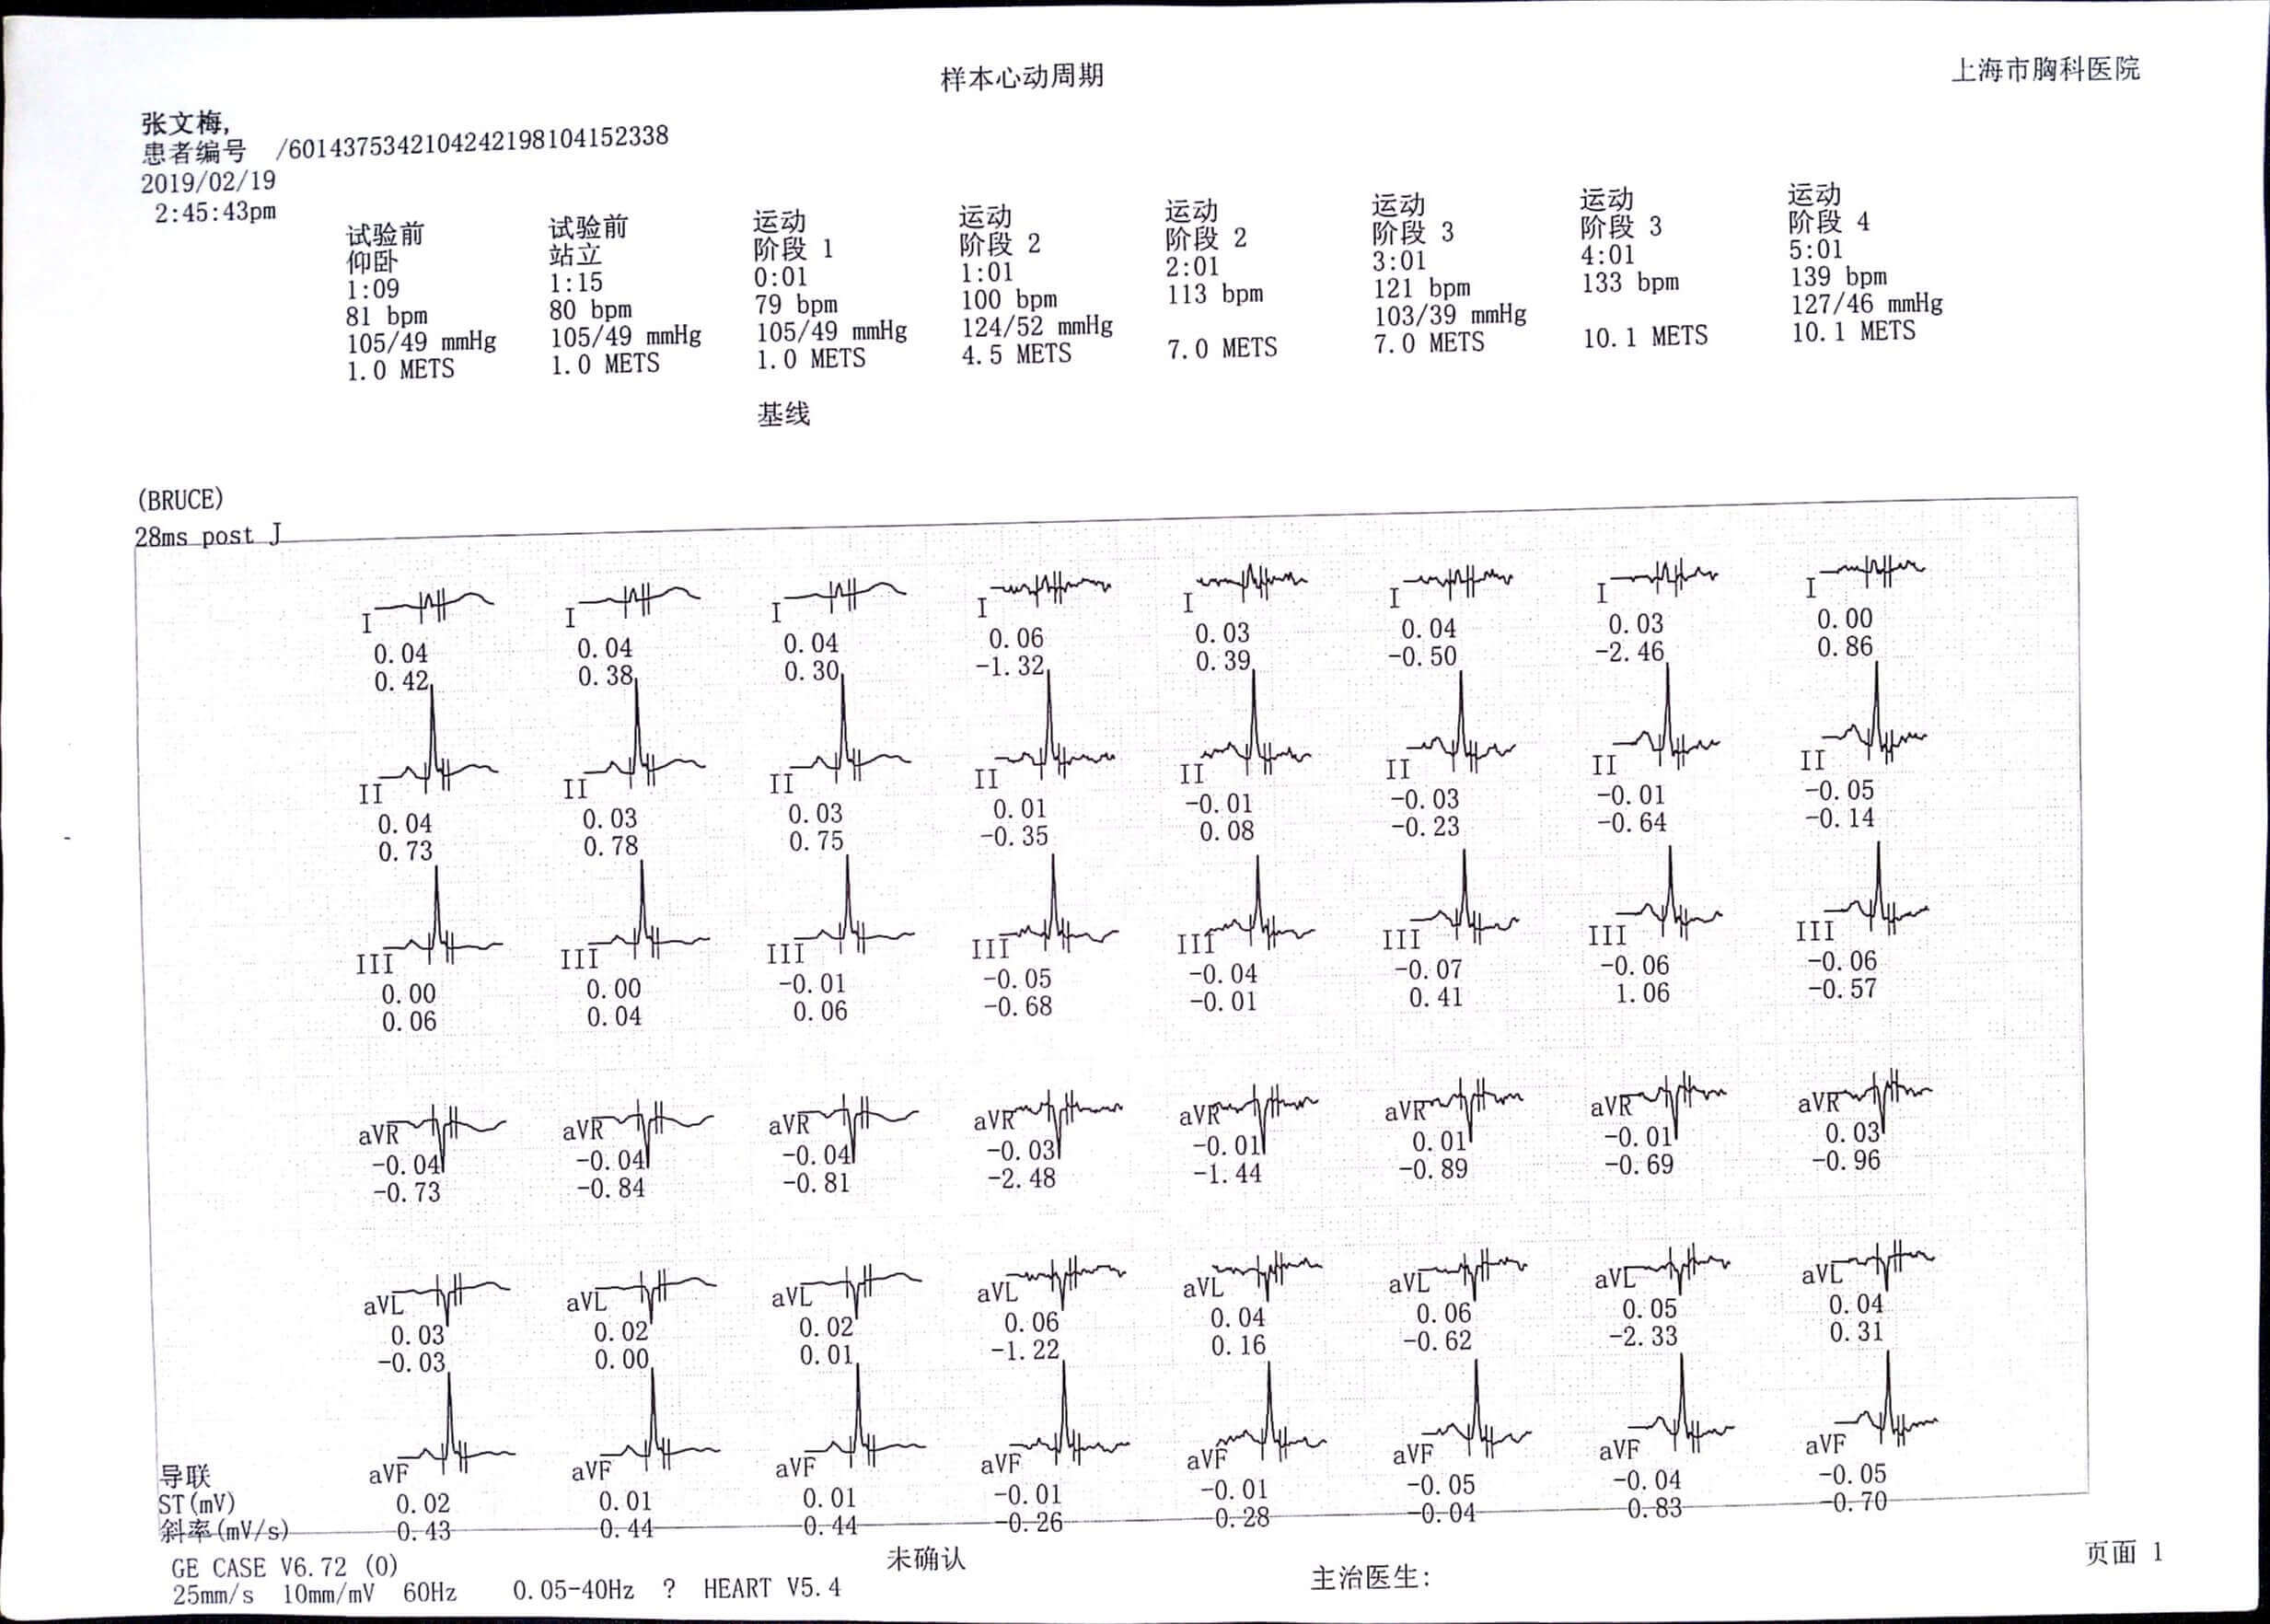 样本心动周期
上海市胸科医院
张文梅,
患者编号 /6014375342104242198104152338
2019/02/19
2:45:43pm
试验前 试验前 运动 运动 运动 运动 运动 运动
仰卧 站立 阶段 1 阶段 2 阶段 2 阶段 3 阶段 3 阶段 4
1:09 1:15 0:01 1:01 2:01 3:01 4:01 5:01
81 bpm 80 bpm 79 bpm 100 bpm 113 bpm 121 bpm 133 bpm 139 bpm
105/49 mmHg 105/49 mmHg 105/49 mmHg 124/52 mmHg 103/39 mmHg 127/46 mmHg
1.0 METS 1.0 METS 1.0 METS 4.5 METS 7.0 METS 7.0 METS 10.1 METS 10.1 METS
基线
(BRUCE)
28ms post J
I I I I I I I I
0.04 0.04 0.04 0.06 0.03 0.04 0.03 0.00
0.42 0.38 0.30 -1.32 0.39 -0.50 -2.46 0.86
II II II II II II II II
0.04 0.03 0.03 0.01 -0.01 -0.03 -0.01 -0.05
0.73 0.78 0.75 -0.35 0.08 -0.23 -0.64 -0.14
III III III III III III III III
0.00 0.00 -0.01 -0.05 -0.04 -0.07 -0.06 -0.06
0.06 0.04 0.06 -0.68 -0.01 0.41 1.06 -0.57
aVR aVR aVR aVR aVR aVR aVR aVR
-0.04 -0.04 -0.04 -0.03 -0.01 0.01 -0.01 0.03
-0.73 -0.84 -0.81 -2.48 -1.44 -0.89 -0.69 -0.96
aVL aVL aVL aVL aVL aVL aVL aVL
0.03 0.02 0.02 0.06 0.04 0.06 0.05 0.04
-0.03 0.00 0.01 -1.22 0.16 -0.62 -2.33 0.31
导联 aVF aVF aVF aVF aVF aVF aVF aVF
ST(mV) 0.02 0.01 0.01 -0.01 -0.01 -0.05 -0.04 -0.05
斜率(mV/s) 0.43 0.44 0.44 -0.26 0.28 -0.04 0.83 -0.70
GE CASE V6.72 (0)
未确认
页面 1
25mm/s 10mm/mV 60Hz 0.05-40Hz ? HEART V5.4
主治医生: